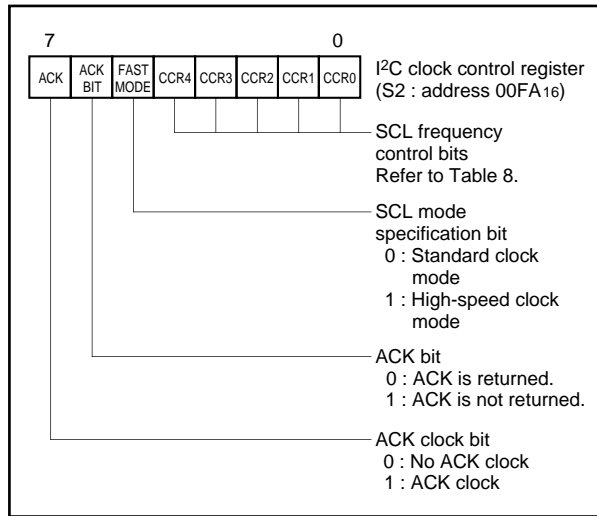 7 0
ACK
ACK
BIT
FAST
MODE
CCR4
CCR3
CCR2
CCR1
CCR0
I²C clock control register
(S2 : address 00FA₁₆)
SCL frequency
control bits
Refer to Table 8.
SCL mode
specification bit
0 : Standard clock
mode
1 : High-speed clock
mode
ACK bit
0 : ACK is returned.
1 : ACK is not returned.
ACK clock bit
0 : No ACK clock
1 : ACK clock